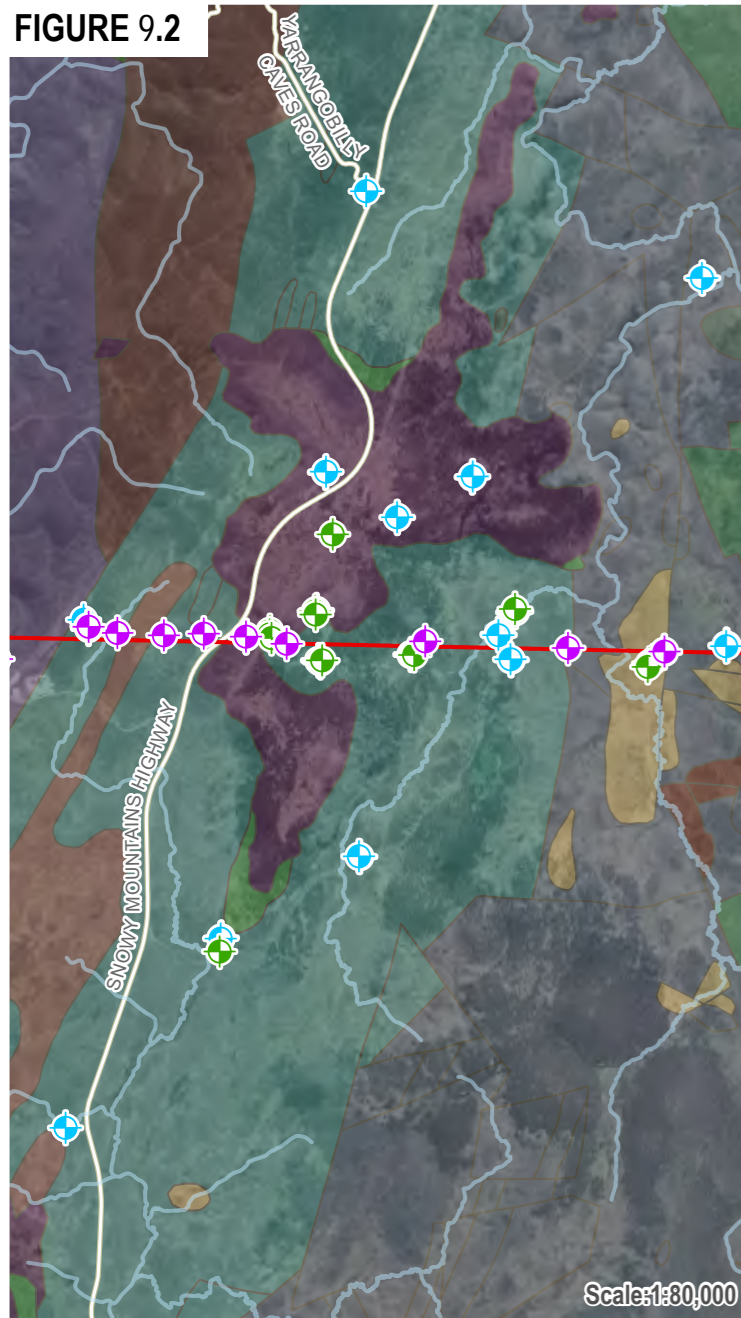 FIGURE 9.2
YARRANGOBILLY
CAVES ROAD
SNOWY MOUNTAINS HIGHWAY
Scale:1:80,000